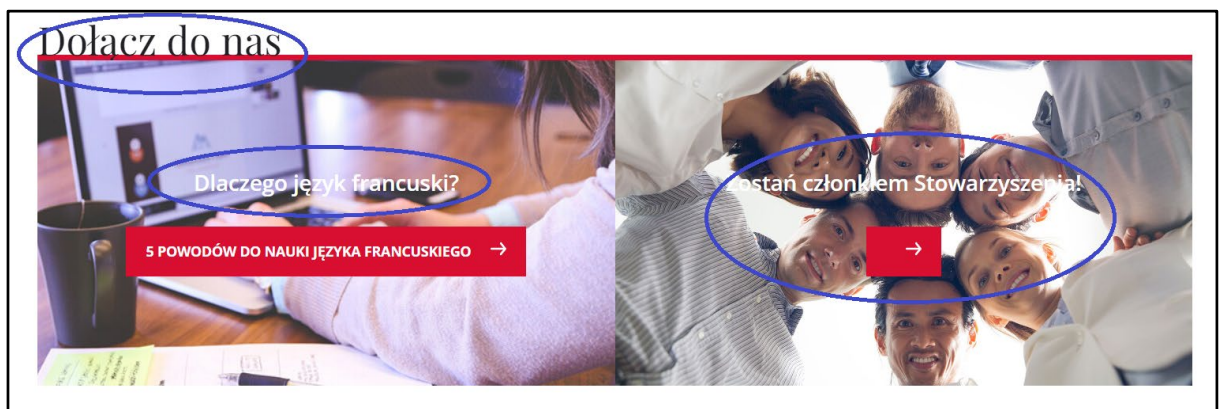 Dołącz do nas
Dlaczego język francuski?
Zostań członkiem Stowarzyszenia!
5 POWODÓW DO NAUKI JĘZYKA FRANCUSKIEGO →
→